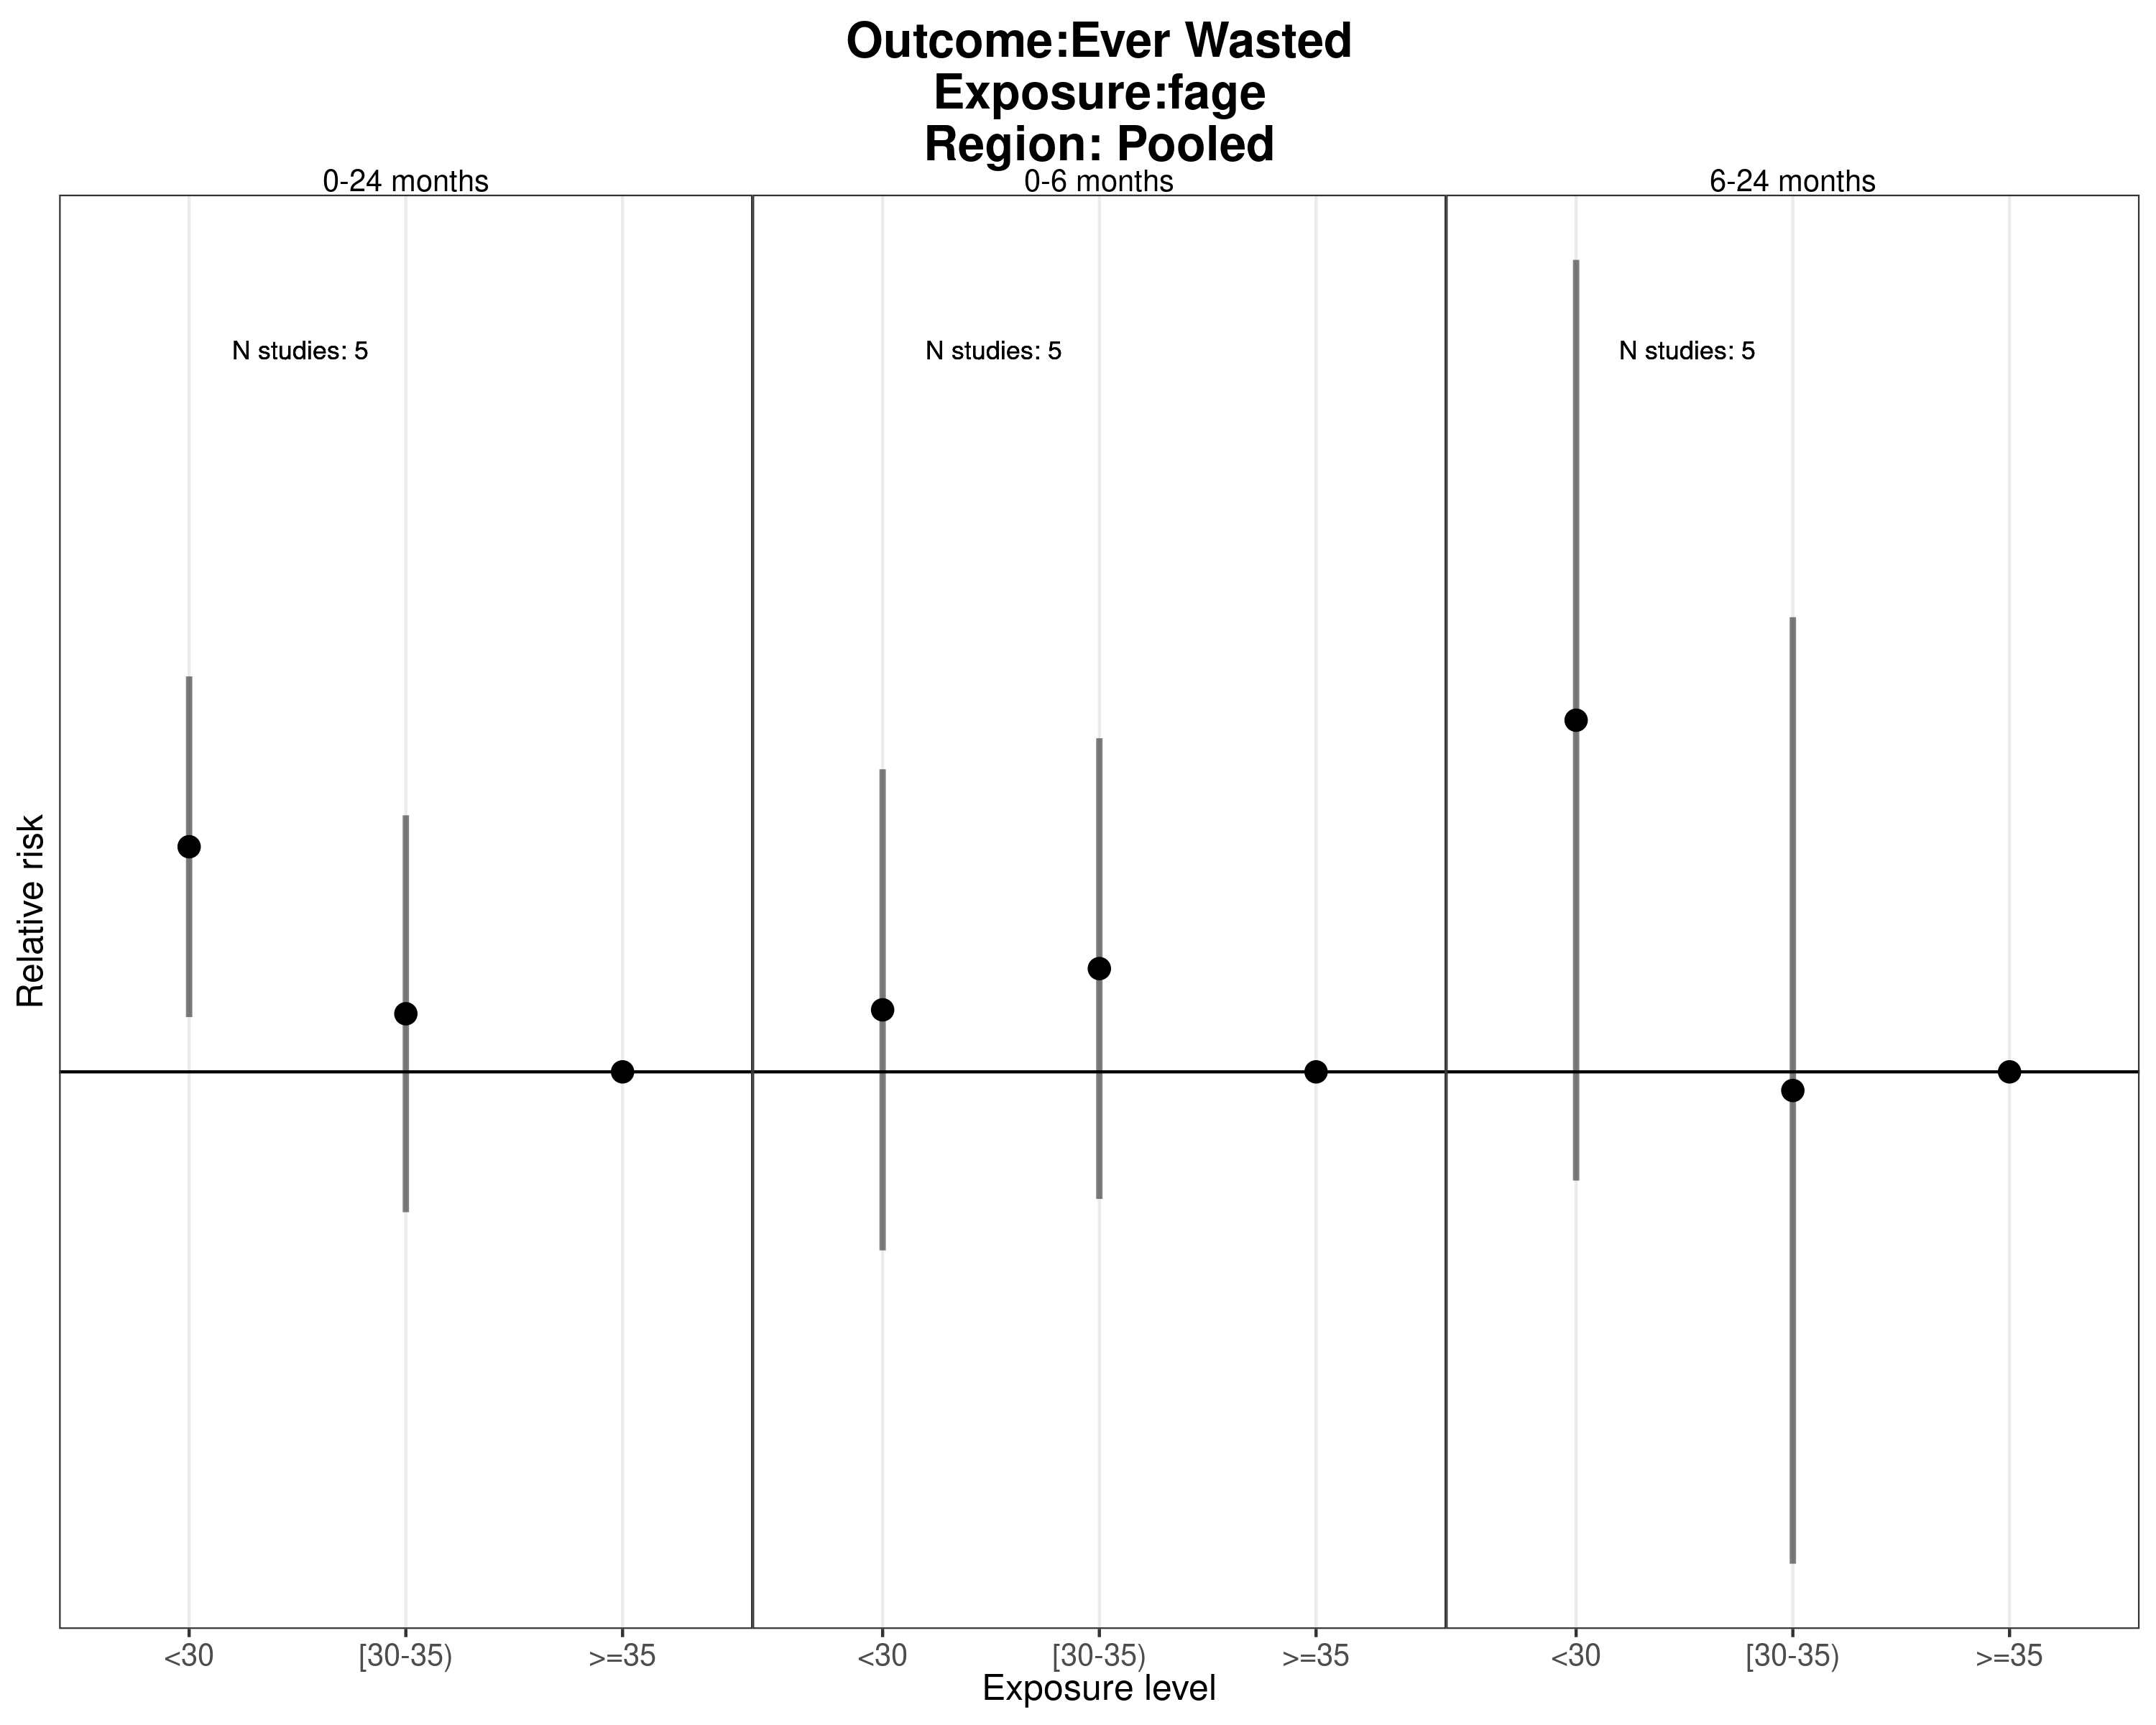 Outcome:Ever Wasted
Exposure:fage
Region: Pooled
0-24 months
0-6 months
6-24 months
N studies: 5
N studies: 5
N studies: 5
Relative risk
<30
[30-35)
>=35
<30
[30-35)
>=35
<30
[30-35)
>=35
Exposure level